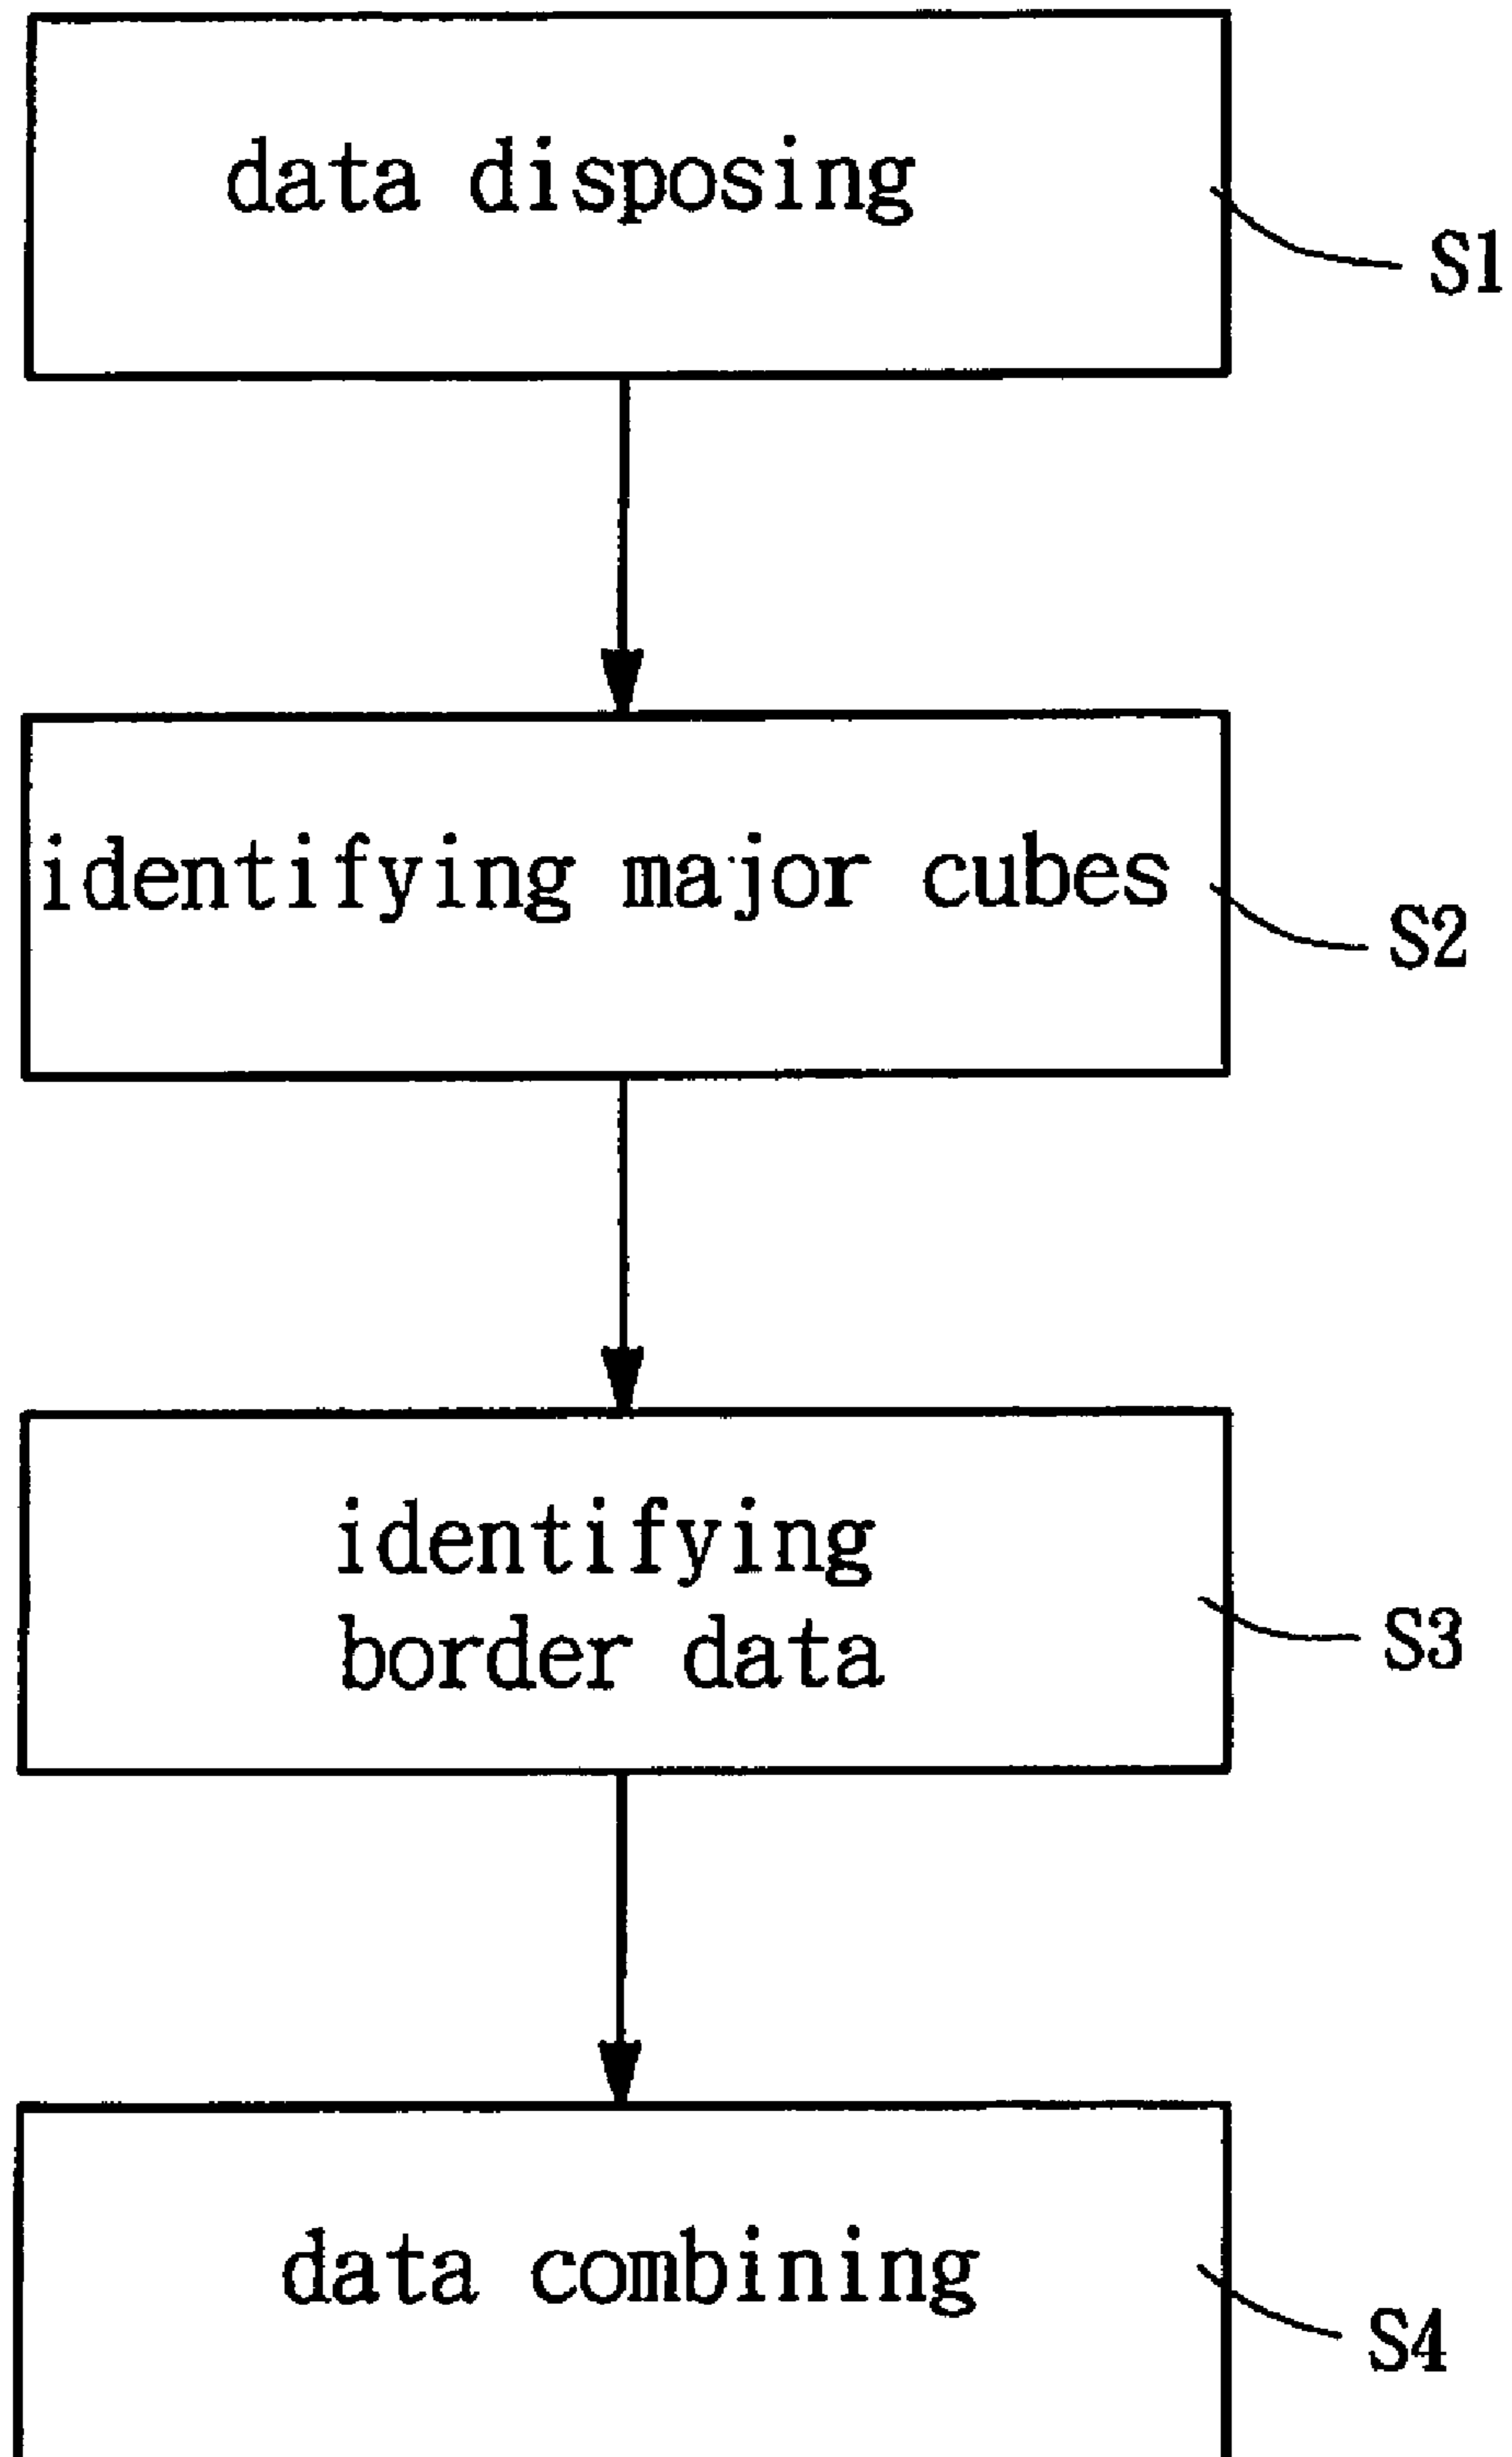 data disposing
S1
identifying major cubes
S2
identifying
border data
S3
data combining
S4